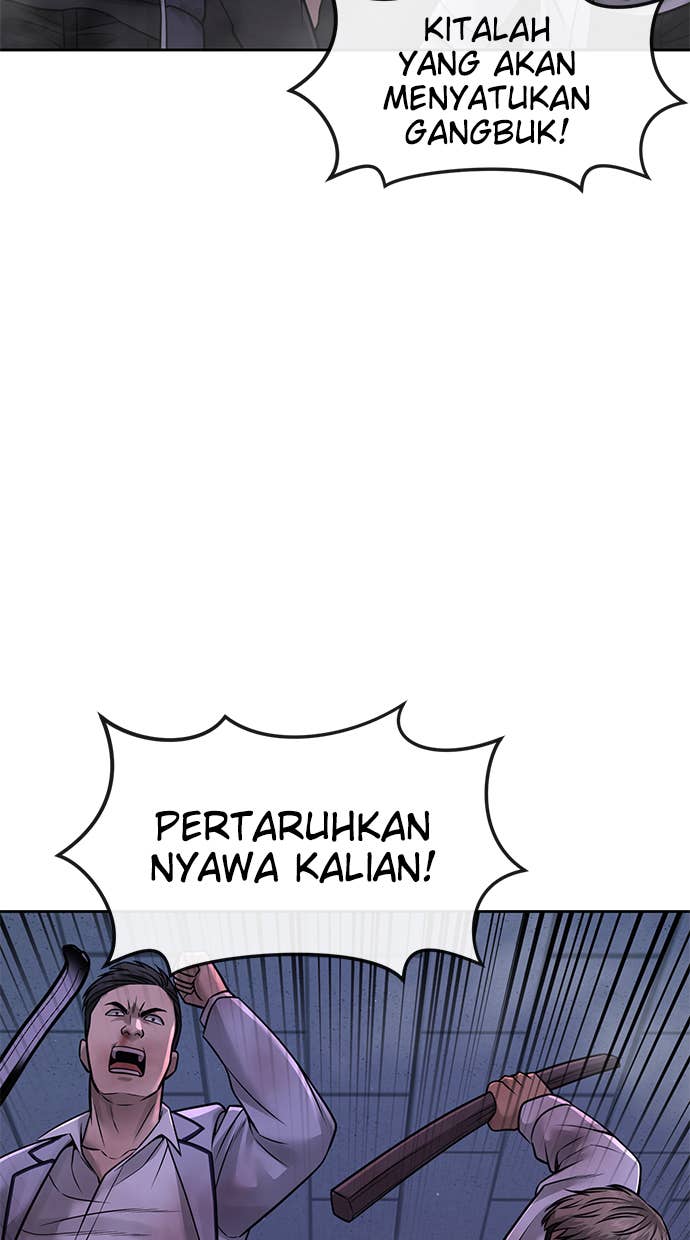 KITALAH
YANG AKAN
MENYATUKAN
GANGBUK!
PERTARUHKAN
NYAWA KALIAN!